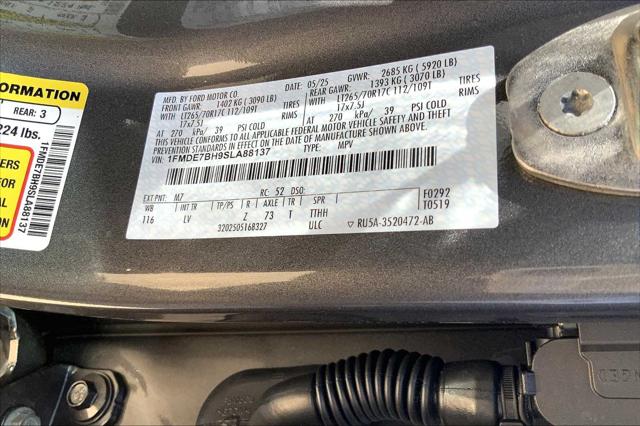 FORMATION
REAR: 3
224 lbs.
1FMDE7BH9SLA88137
MFD. BY FORD MOTOR CO.
DATE: 05/25
GVWR: 2685 KG ( 5920 LB)
FRONT GAWR: 1402 KG ( 3090 LB)
REAR GAWR: 1393 KG ( 3070 LB)
WITH LT265/70R17C 112/109T TIRES
WITH LT265/70R17C 112/109T TIRES
17x7.5J RIMS
17x7.5J RIMS
AT 270 kPa/ 39 PSI COLD
AT 270 kPa/ 39 PSI COLD
THIS VEHICLE CONFORMS TO ALL APPLICABLE FEDERAL MOTOR VEHICLE SAFETY AND THEFT PREVENTION STANDARDS IN EFFECT ON THE DATE OF MANUFACTURE SHOWN ABOVE.
VIN: 1FMDE7BH9SLA88137
TYPE: MPV
EXT PNT: M7 RC: 52 DSO:
WB INT TR TP/PS R AXLE TR SPR
116 LV Z 73 T TTHH
3202505168327 ULC
F0292
T0519
RU5A-3520472-AB